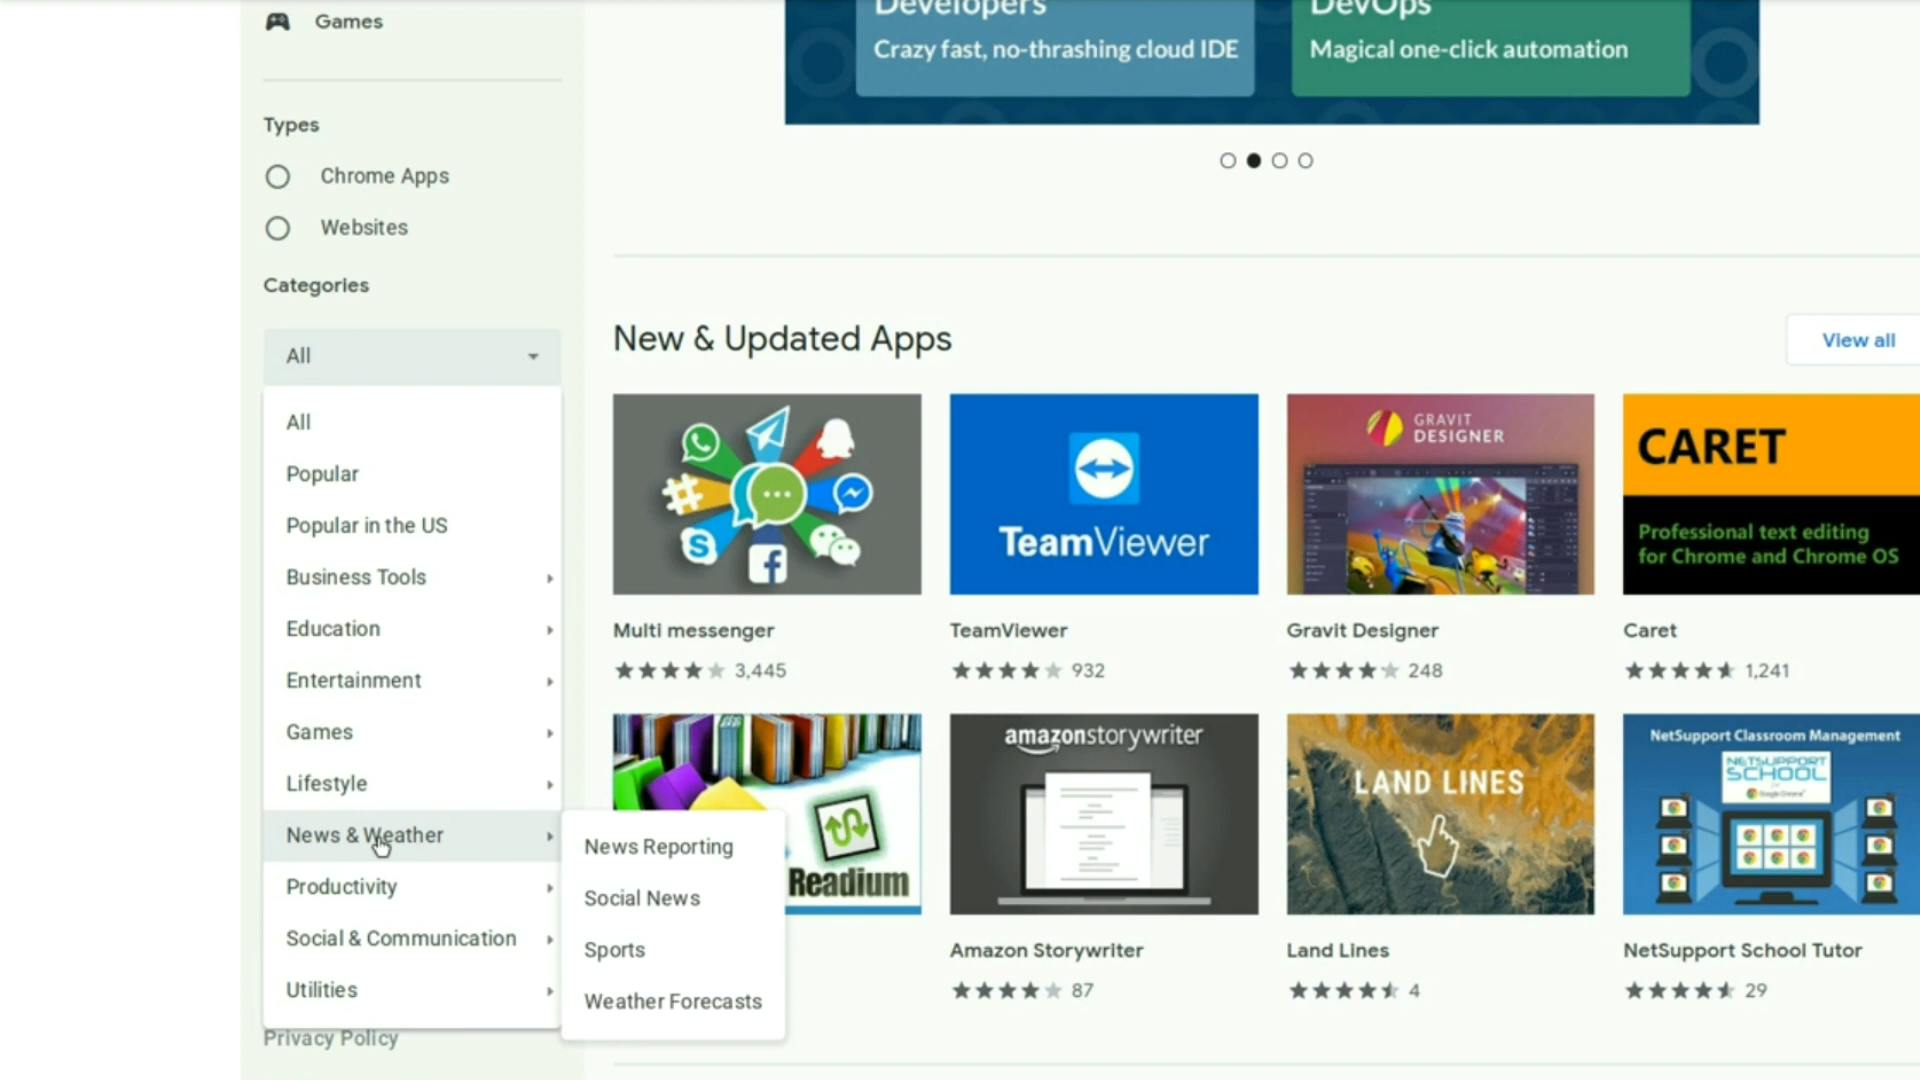 Games
Types
Chrome Apps
Websites
Categories
All
All
Popular
Popular in the US
Business Tools
Education
Entertainment
Games
Lifestyle
News & Weather
Productivity
Social & Communication
Utilities
Privacy Policy
News Reporting
Social News
Sports
Weather Forecasts
Developers
Crazy fast, no-thrashing cloud IDE
DevOps
Magical one-click automation
New & Updated Apps
View all
TeamViewer
GRAVIT
DESIGNER
CARET
Professional text editing
for Chrome and Chrome OS
Multi messenger
3,445
TeamViewer
932
Gravit Designer
248
Caret
1,241
Readium
amazonstorywriter
LAND LINES
NetSupport Classroom Management
NETSUPPORT
SCHOOL
for
Google Chrome
Amazon Storywriter
87
Land Lines
4
NetSupport School Tutor
29